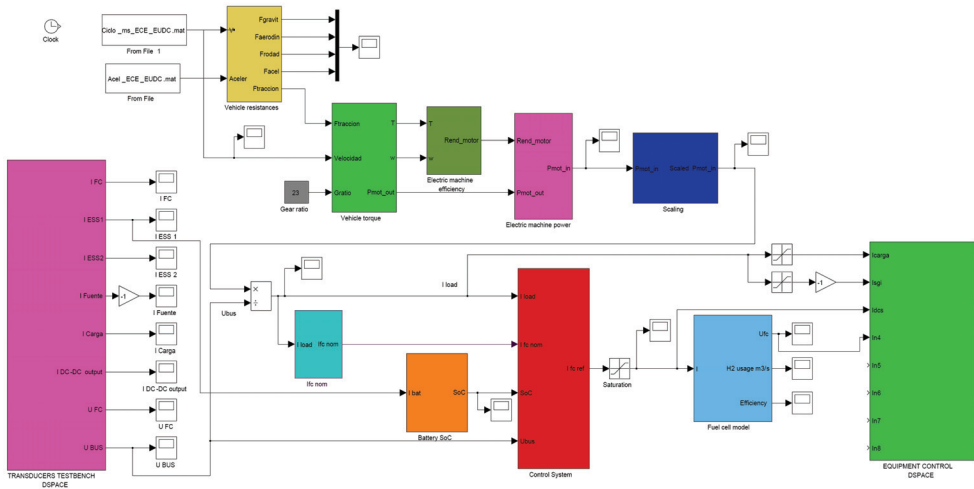 Clock
Ciclo _ms_ECE _EUDC.mat
From File 1
Acel _ECE _EUDC.mat
From File
V
Aceler
Fgravit
Faerodin
Frodad
Facel
Ftraccion
Vehicle resistances
Ftraccion
Velocidad
Gratio
T
w
Pmot_out
Vehicle torque
23
Gear ratio
T
w
Rend_motor
Electric machine
efficiency
Rend_motor
Pmot_out
Pmot_in
Electric machine power
Pmot_in
Scaled Pmot_in
Scaling
I FC
I ESS1
I ESS2
I Fuente
I Carga
I DC-DC output
U FC
U BUS
TRANSDUCERS TESTBENCH
DSPACE
I FC
I ESS 1
I ESS 2
-1
I Fuente
I Carga
I DC-DC output
U FC
U BUS
×
÷
Ubus
I load
Ifc nom
Ifc nom
I bat
SoC
Battery SoC
I load
I load
I fc nom
SoC
Ubus
I fc ref
Control System
Saturation
I
Ufc
H2 usage m3/s
Efficiency
Fuel cell model
-1
Icarga
Isgi
Idcs
In4
In5
In6
In7
In8
EQUIPMENT CONTROL
DSPACE